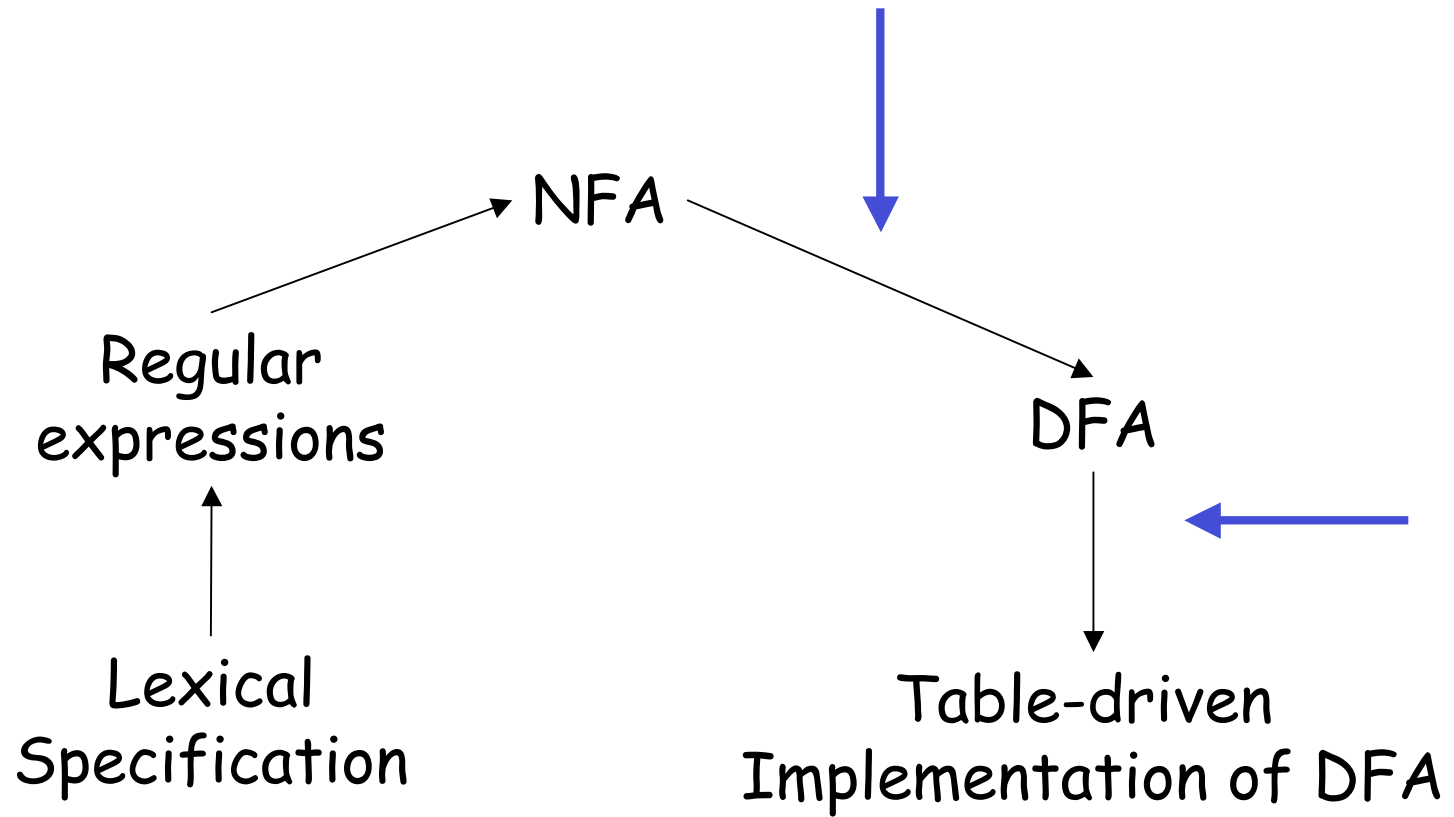 NFA
Regular
expressions
DFA
Lexical
Specification
Table-driven
Implementation of DFA